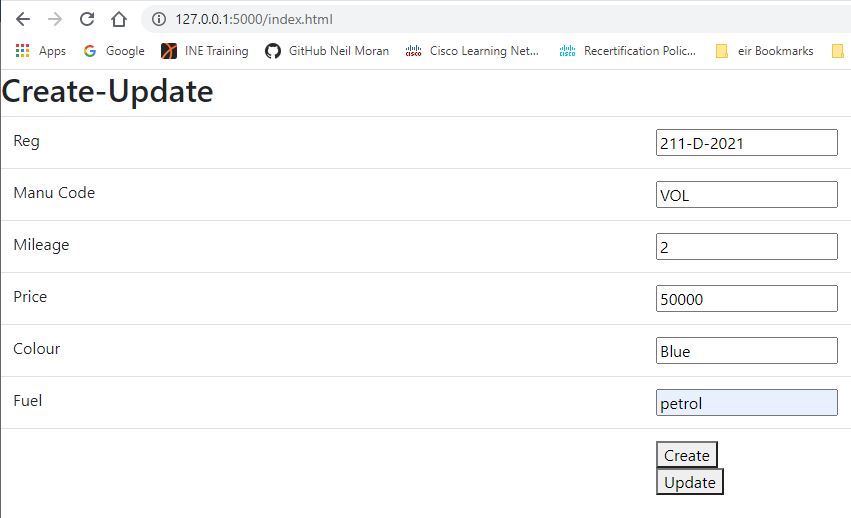 127.0.0.1:5000/index.html
Apps Google INE Training GitHub Neil Moran Cisco Learning Net... Recertification Polic... eir Bookmarks
Create-Update
Reg 211-D-2021
Manu Code VOL
Mileage 2
Price 50000
Colour Blue
Fuel petrol
Create
Update